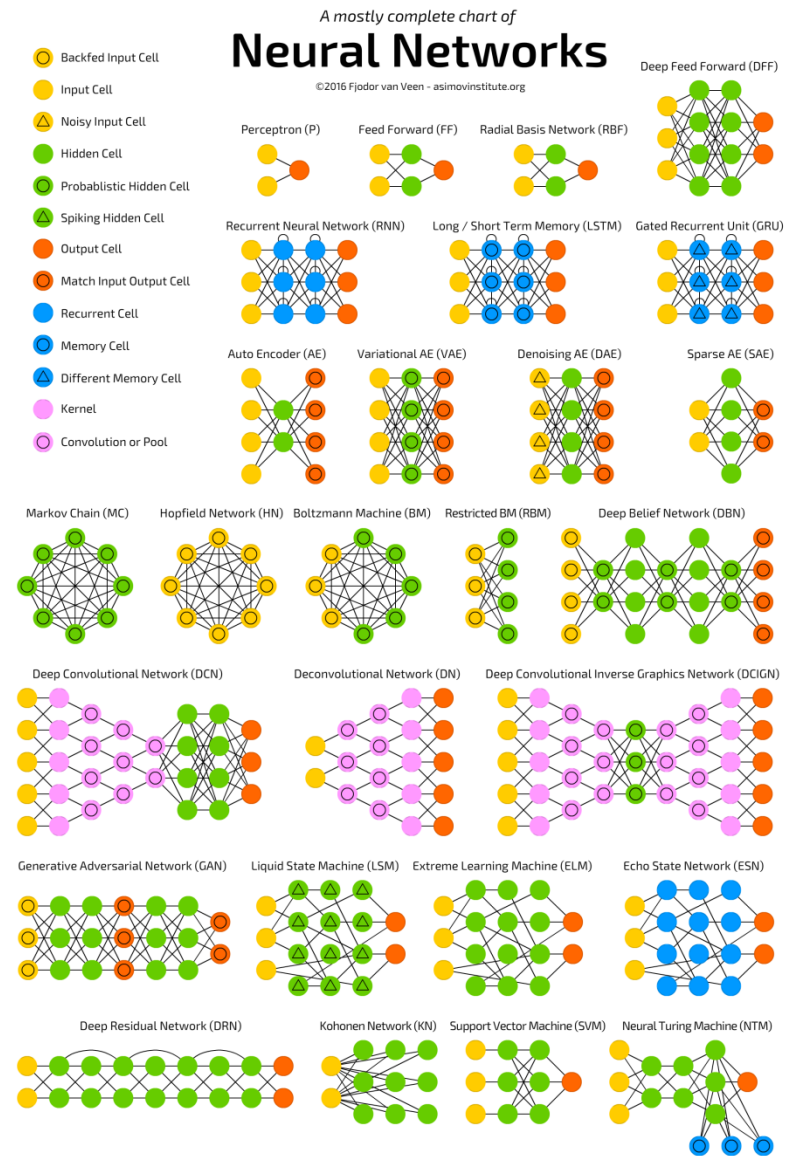 A mostly complete chart of
Neural Networks
©2016 Fjodor van Veen - asimovinstitute.org
Backfed Input Cell
Input Cell
Noisy Input Cell
Hidden Cell
Probablistic Hidden Cell
Spiking Hidden Cell
Output Cell
Match Input Output Cell
Recurrent Cell
Memory Cell
Different Memory Cell
Kernel
Convolution or Pool
Deep Feed Forward (DFF)
Perceptron (P)
Feed Forward (FF)
Radial Basis Network (RBF)
Recurrent Neural Network (RNN)
Long / Short Term Memory (LSTM)
Gated Recurrent Unit (GRU)
Auto Encoder (AE)
Variational AE (VAE)
Denoising AE (DAE)
Sparse AE (SAE)
Markov Chain (MC)
Hopfield Network (HN)
Boltzmann Machine (BM)
Restricted BM (RBM)
Deep Belief Network (DBN)
Deep Convolutional Network (DCN)
Deconvolutional Network (DN)
Deep Convolutional Inverse Graphics Network (DCIGN)
Generative Adversarial Network (GAN)
Liquid State Machine (LSM)
Extreme Learning Machine (ELM)
Echo State Network (ESN)
Deep Residual Network (DRN)
Kohonen Network (KN)
Support Vector Machine (SVM)
Neural Turing Machine (NTM)